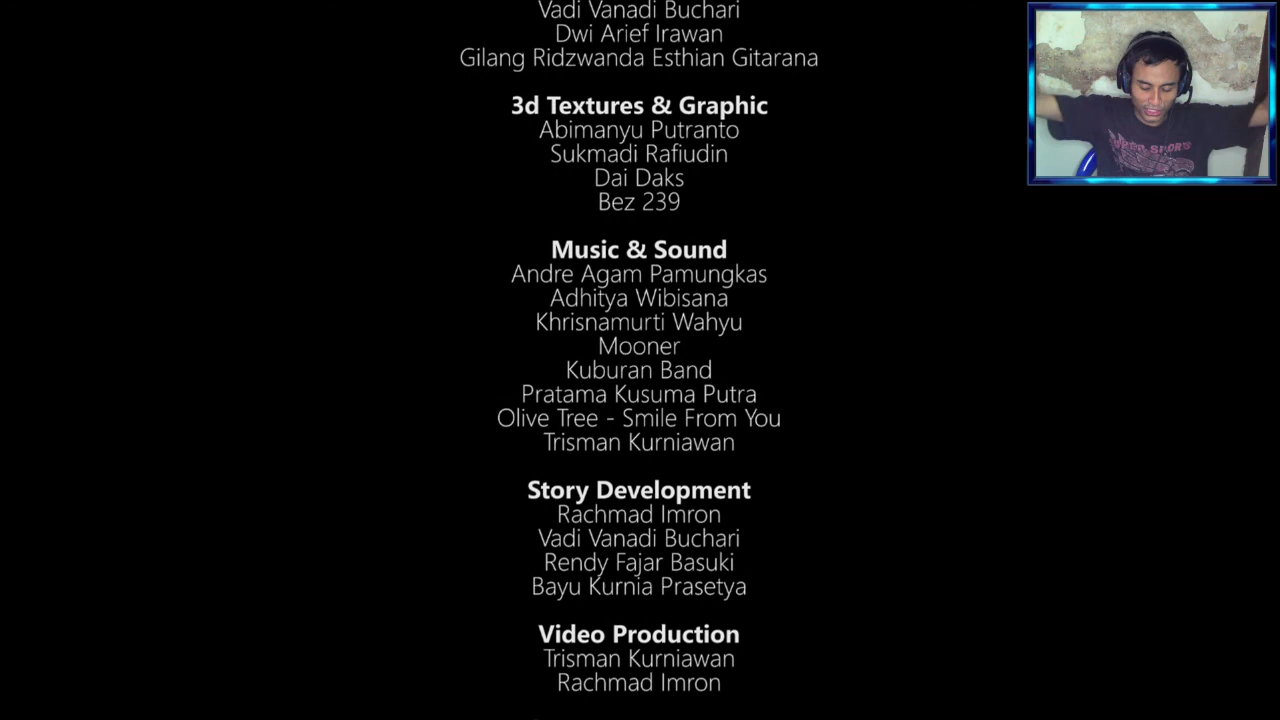 Vadi Vanadi Buchari
Dwi Arief Irawan
Gilang Ridzwanda Esthian Gitarana
3d Textures & Graphic
Abimanyu Putranto
Sukmadi Rafiudin
Dai Daks
Bez 239
Music & Sound
Andre Agam Pamungkas
Adhitya Wibisana
Khrisnamurti Wahyu
Mooner
Kuburan Band
Pratama Kusuma Putra
Olive Tree - Smile From You
Trisman Kurniawan
Story Development
Rachmad Imron
Vadi Vanadi Buchari
Rendy Fajar Basuki
Bayu Kurnia Prasetya
Video Production
Trisman Kurniawan
Rachmad Imron